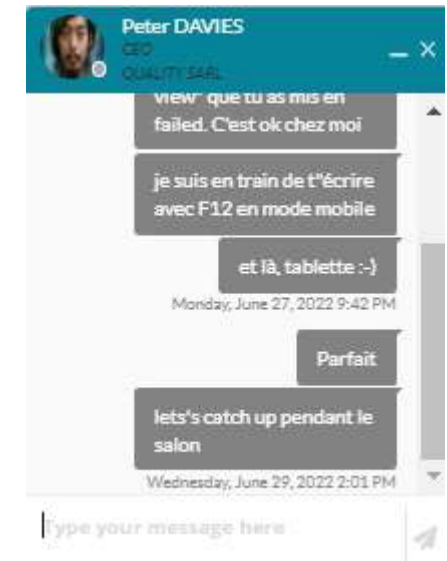 Peter DAVIES
CEO
QUALITY SARL
view" que tu as mis en
failed. C'est ok chez moi
je suis en train de t"écrire
avec F12 en mode mobile
et là, tablette :-)
Monday, June 27, 2022 9:42 PM
Parfait
lets's catch up pendant le
salon
Wednesday, June 29, 2022 2:01 PM
Type your message here